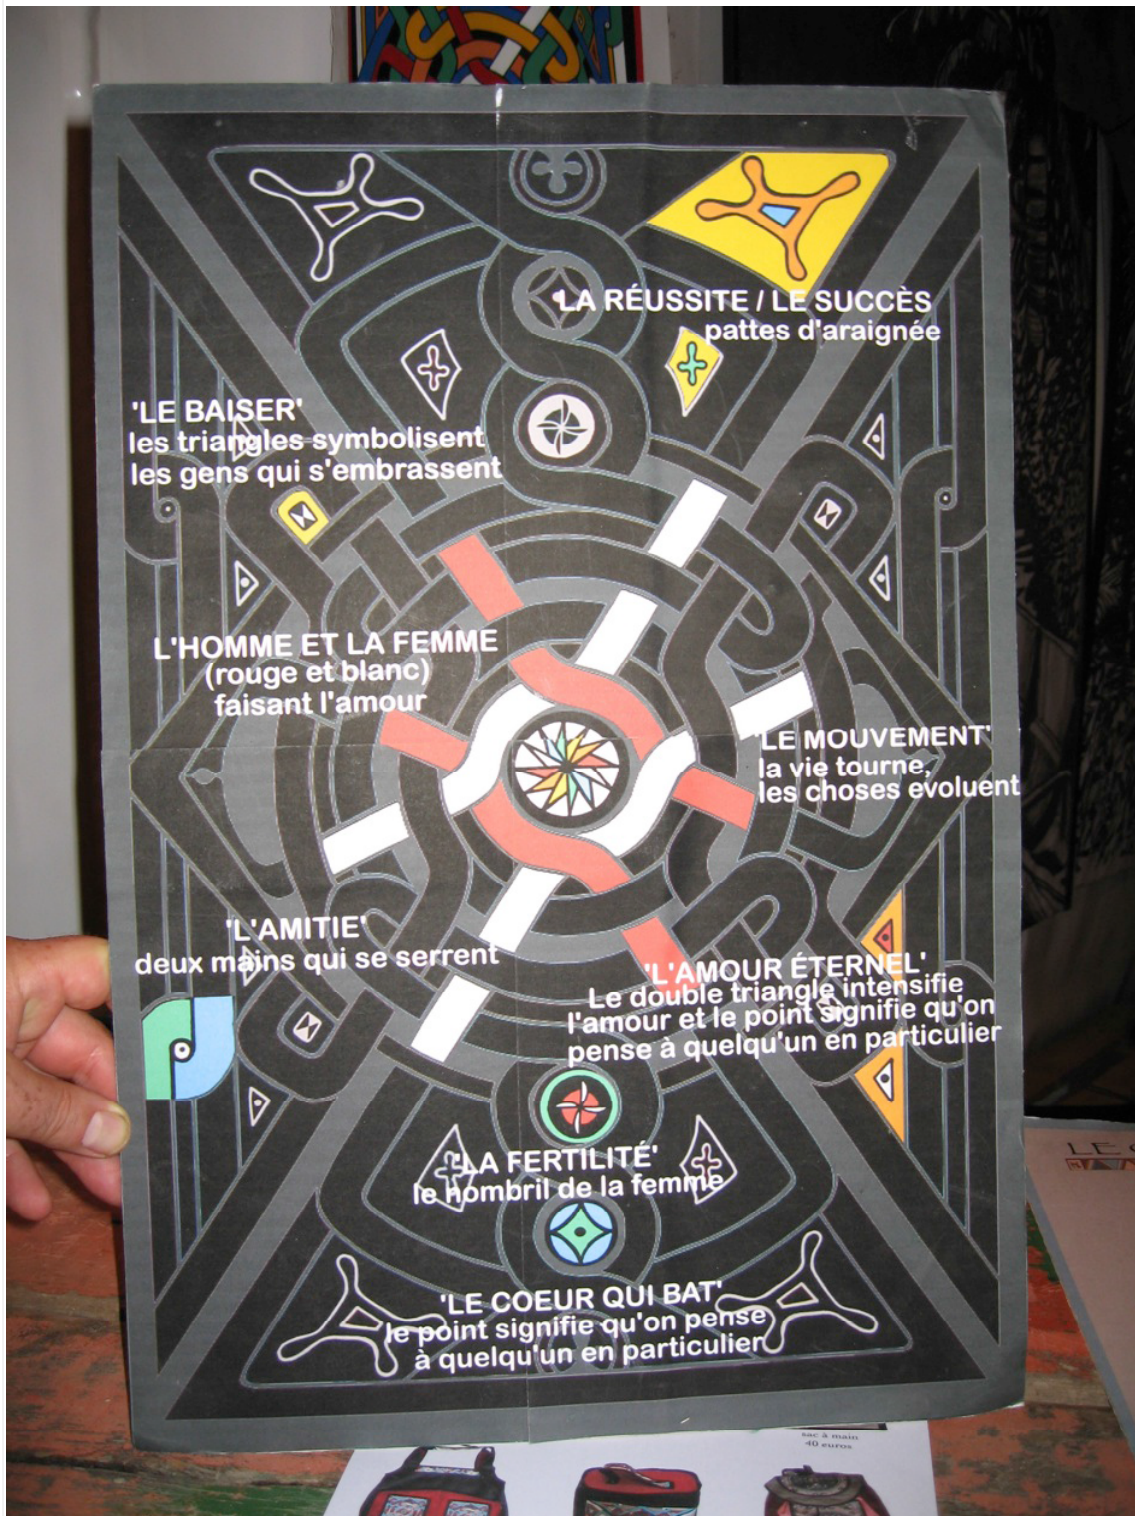 LA RÉUSSITE / LE SUCCÈS
pattes d'araignée
'LE BAISER'
les triangles symbolisent
les gens qui s'embrassent
L'HOMME ET LA FEMME
(rouge et blanc)
faisant l'amour
'LE MOUVEMENT'
la vie tourne,
les choses evoluent
'L'AMITIE'
deux mains qui se serrent
'L'AMOUR ÉTERNEL'
Le double triangle intensifie
l'amour et le point signifie qu'on
pense à quelqu'un en particulier
'LA FERTILITÉ'
le nombril de la femme
'LE COEUR QUI BAT'
le point signifie qu'on pense
à quelqu'un en particulier
LE
sac à main
40 euros